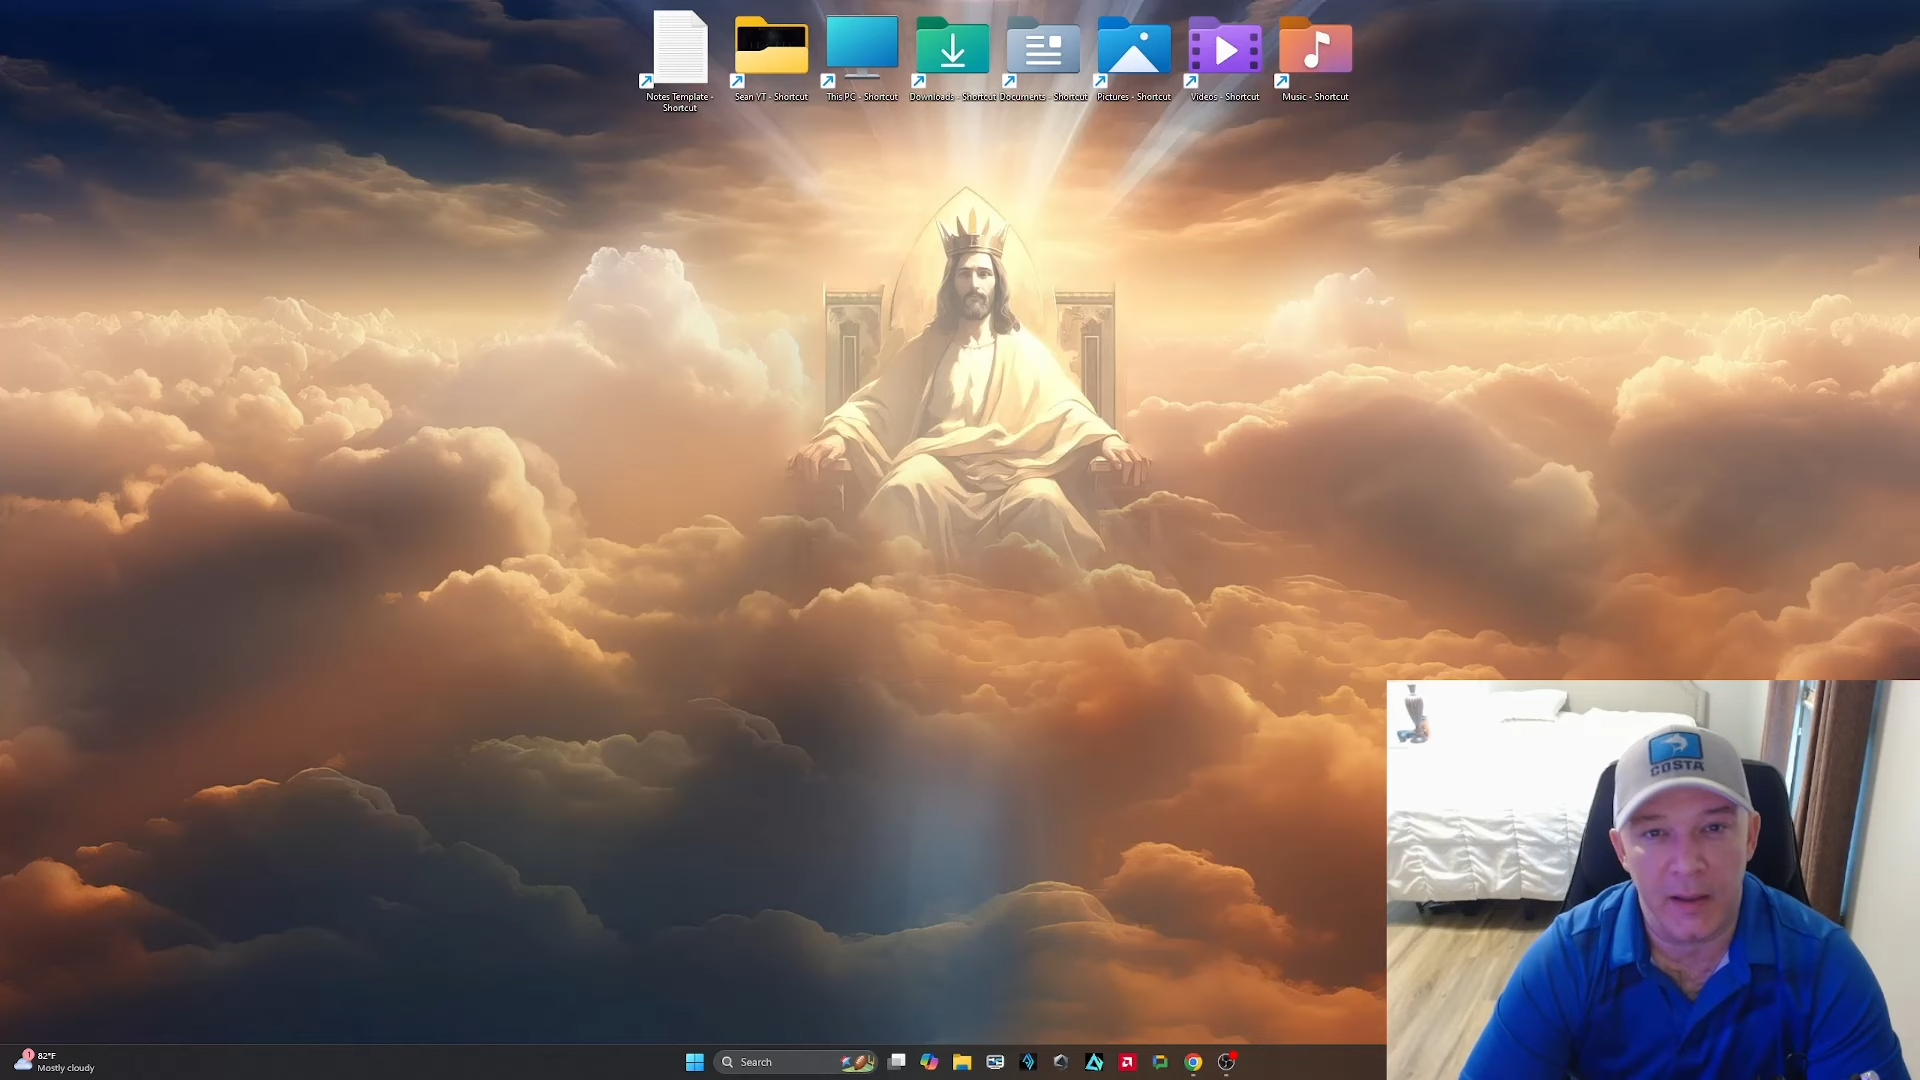 Notes Template - Shortcut
Sean YT - Shortcut
This PC - Shortcut
Downloads - Shortcut
Documents - Shortcut
Pictures - Shortcut
Videos - Shortcut
Music - Shortcut
COSTA
1
82°F
Mostly cloudy
Search